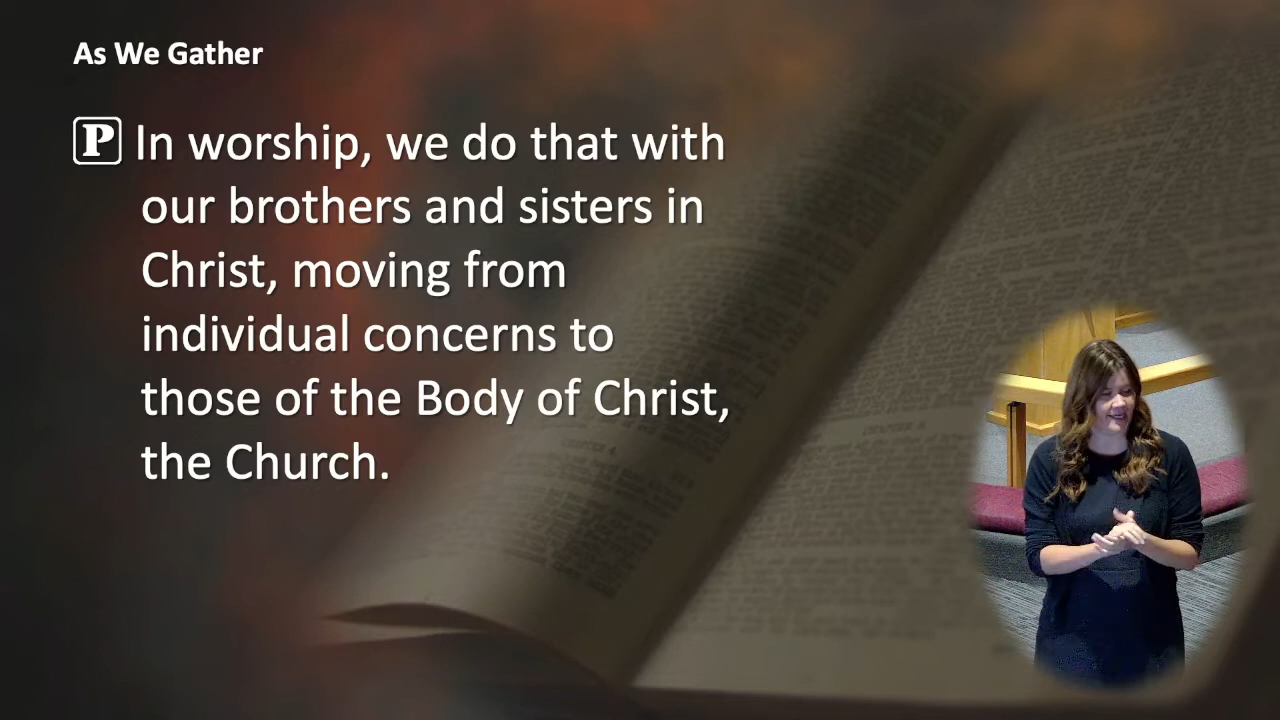 As We Gather
P In worship, we do that with
our brothers and sisters in
Christ, moving from
individual concerns to
those of the Body of Christ,
the Church.